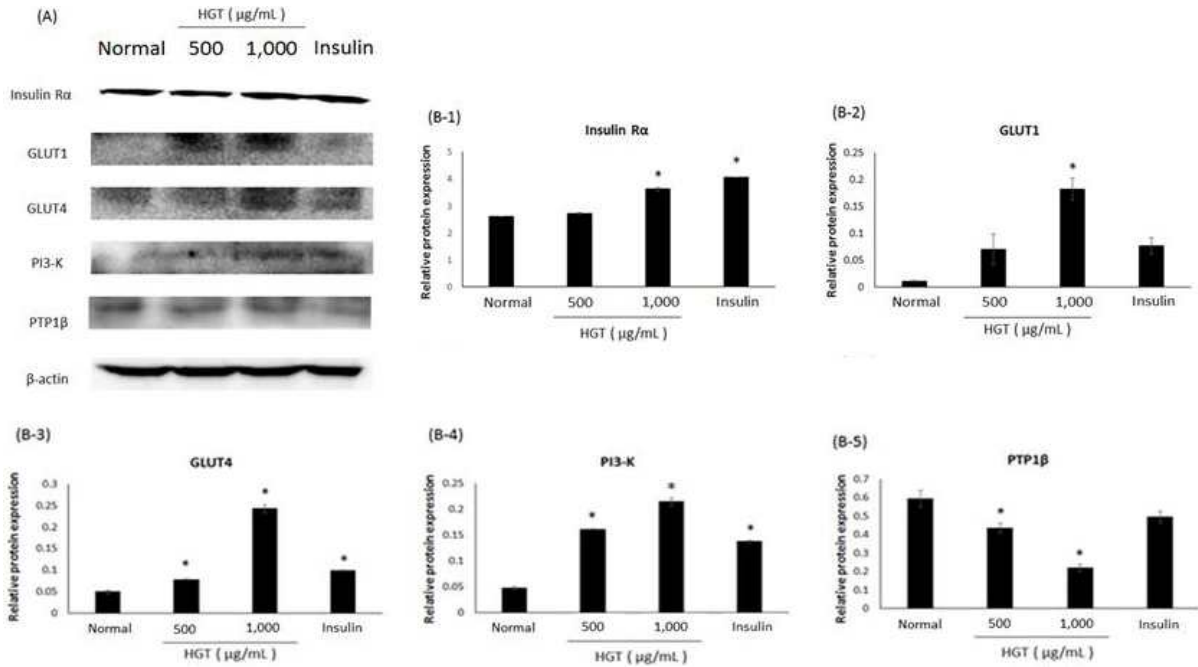 (A)
HGT ( µg/mL )
Normal 500 1,000 Insulin
Insulin Rα
GLUT1
GLUT4
PI3-K
PTP1β
β-actin
(B-1)
Insulin Rα
Relative protein expression
5
4
3
2
1
0
*
*
Normal 500 1,000 Insulin
HGT ( µg/mL )
(B-2)
GLUT1
Relative protein expression
0.25
0.2
0.15
0.1
0.05
0
*
Normal 500 1,000 Insulin
HGT ( µg/mL )
(B-3)
GLUT4
Relative protein expression
0.3
0.25
0.2
0.15
0.1
0.05
0
*
*
*
Normal 500 1,000 Insulin
HGT ( µg/mL )
(B-4)
PI3-K
Relative protein expression
0.25
0.2
0.15
0.1
0.05
0
*
*
*
Normal 500 1,000 Insulin
HGT ( µg/mL )
(B-5)
PTP1β
Relative protein expression
0.7
0.6
0.5
0.4
0.3
0.2
0.1
0
*
*
Normal 500 1,000 Insulin
HGT ( µg/mL )